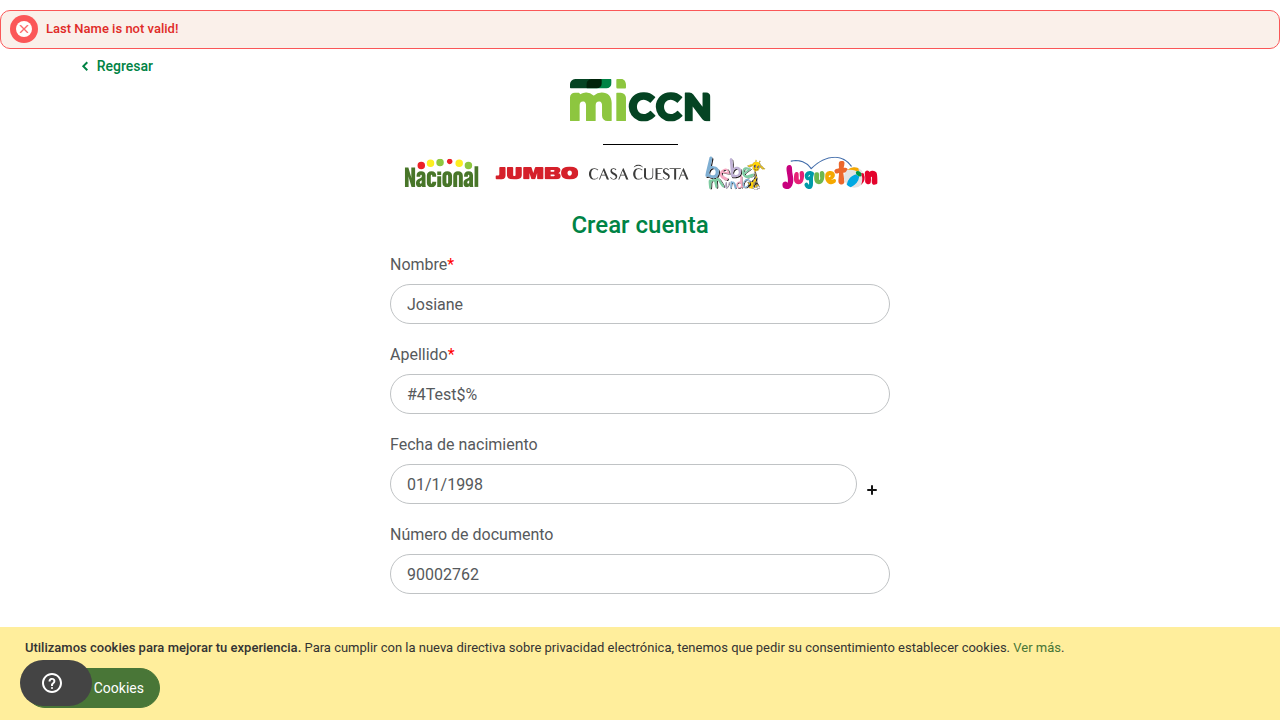 Last Name is not valid!
Regresar
miCCN
Nacional JUMBO CASA CUESTA bebe mundo Juguetón
Crear cuenta
Nombre*
Josiane
Apellido*
#4Test$%
Fecha de nacimiento
01/1/1998
+
Número de documento
90002762
Utilizamos cookies para mejorar tu experiencia. Para cumplir con la nueva directiva sobre privacidad electrónica, tenemos que pedir su consentimiento establecer cookies. Ver más.
Cookies